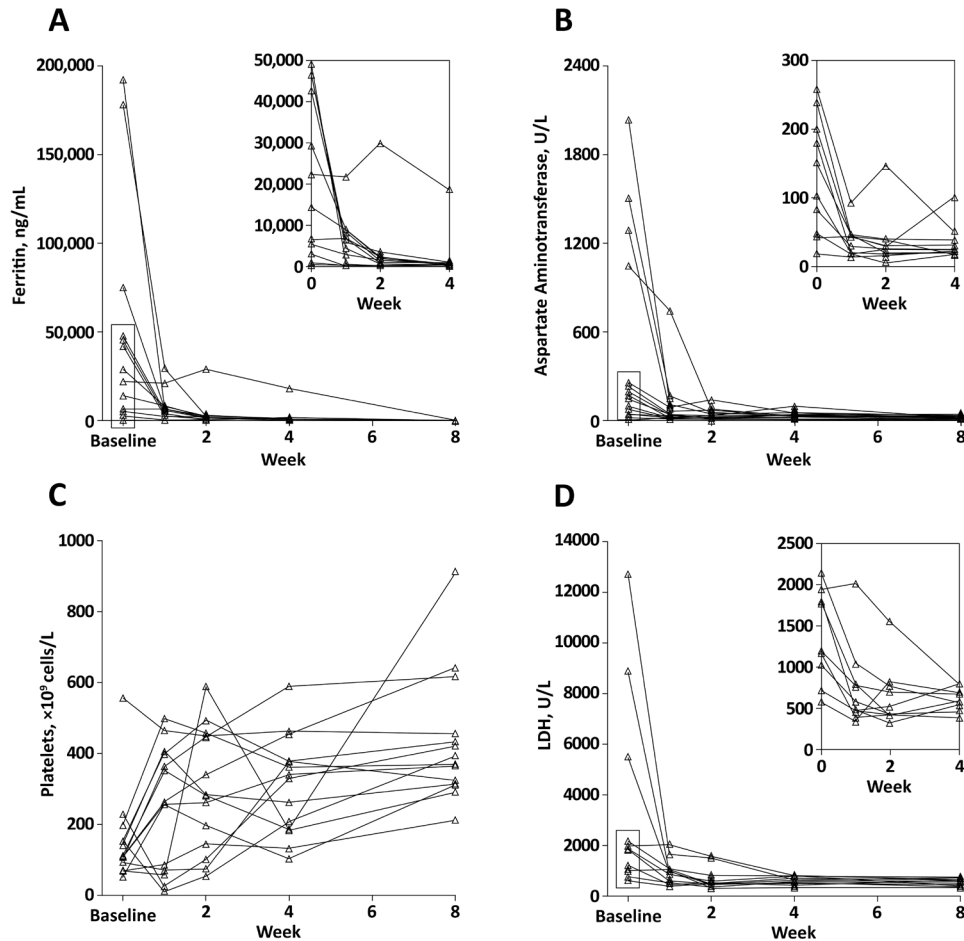 A
200,000
150,000
100,000
50,000
0
Ferritin, ng/mL
Baseline 2 4 6 8
Week
50,000
40,000
30,000
20,000
10,000
0
0 2 4
Week
B
2400
1800
1200
600
0
Aspartate Aminotransferase, U/L
Baseline 2 4 6 8
Week
300
200
100
0
0 2 4
Week
C
1000
800
600
400
200
0
Platelets, ×10⁹ cells/L
Baseline 2 4 6 8
Week
D
14000
12000
10000
8000
6000
4000
2000
0
LDH, U/L
Baseline 2 4 6 8
Week
2500
2000
1500
1000
500
0
0 2 4
Week